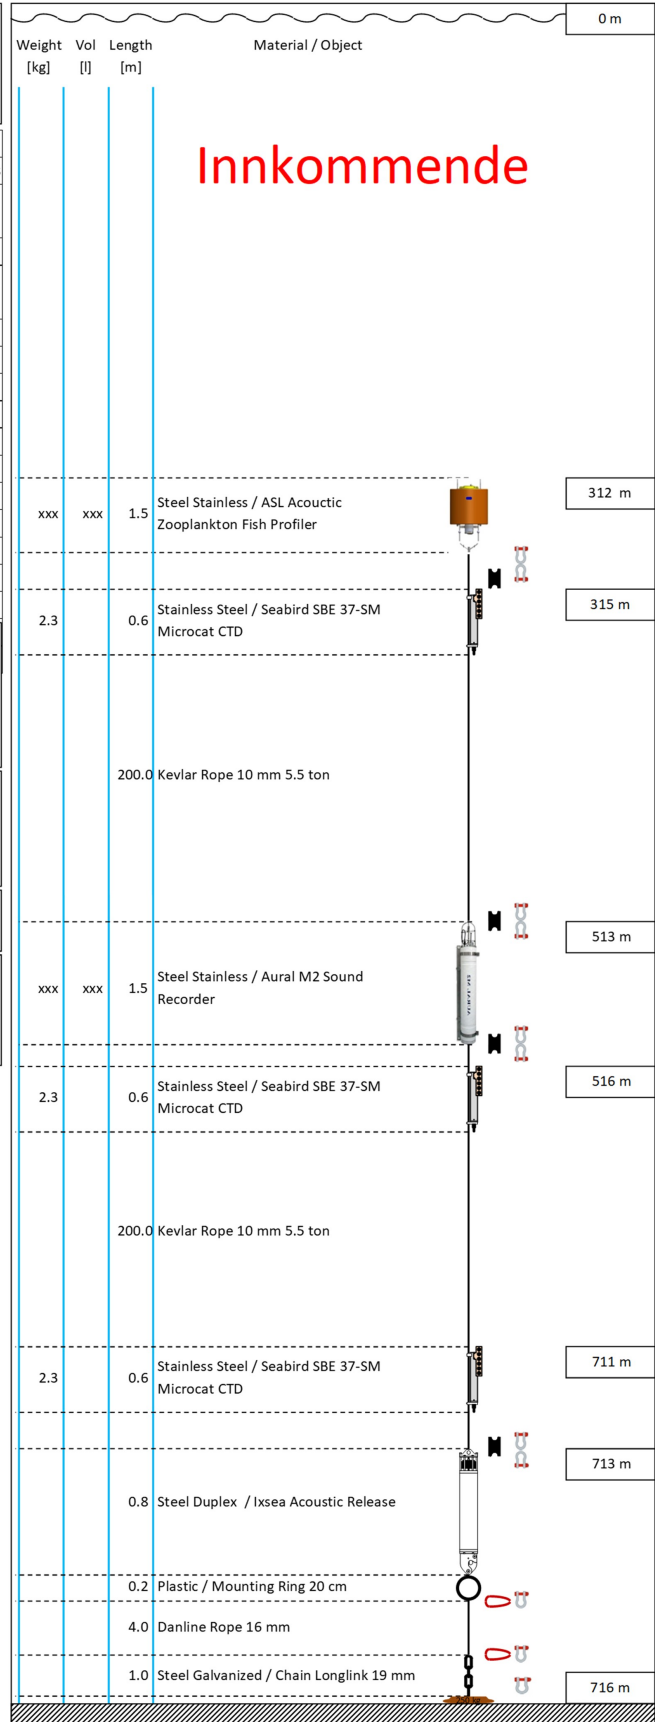 0 m
Weight Vol Length Material / Object
[kg] [l] [m]
Innkommende
312 m
xxx xxx 1.5 Steel Stainless / ASL Acouctic
Zooplankton Fish Profiler
315 m
2.3 0.6 Stainless Steel / Seabird SBE 37-SM
Microcat CTD
200.0 Kevlar Rope 10 mm 5.5 ton
513 m
xxx xxx 1.5 Steel Stainless / Aural M2 Sound
Recorder
516 m
2.3 0.6 Stainless Steel / Seabird SBE 37-SM
Microcat CTD
200.0 Kevlar Rope 10 mm 5.5 ton
711 m
2.3 0.6 Stainless Steel / Seabird SBE 37-SM
Microcat CTD
713 m
0.8 Steel Duplex / Ixsea Acoustic Release
0.2 Plastic / Mounting Ring 20 cm
4.0 Danline Rope 16 mm
1.0 Steel Galvanized / Chain Longlink 19 mm
716 m